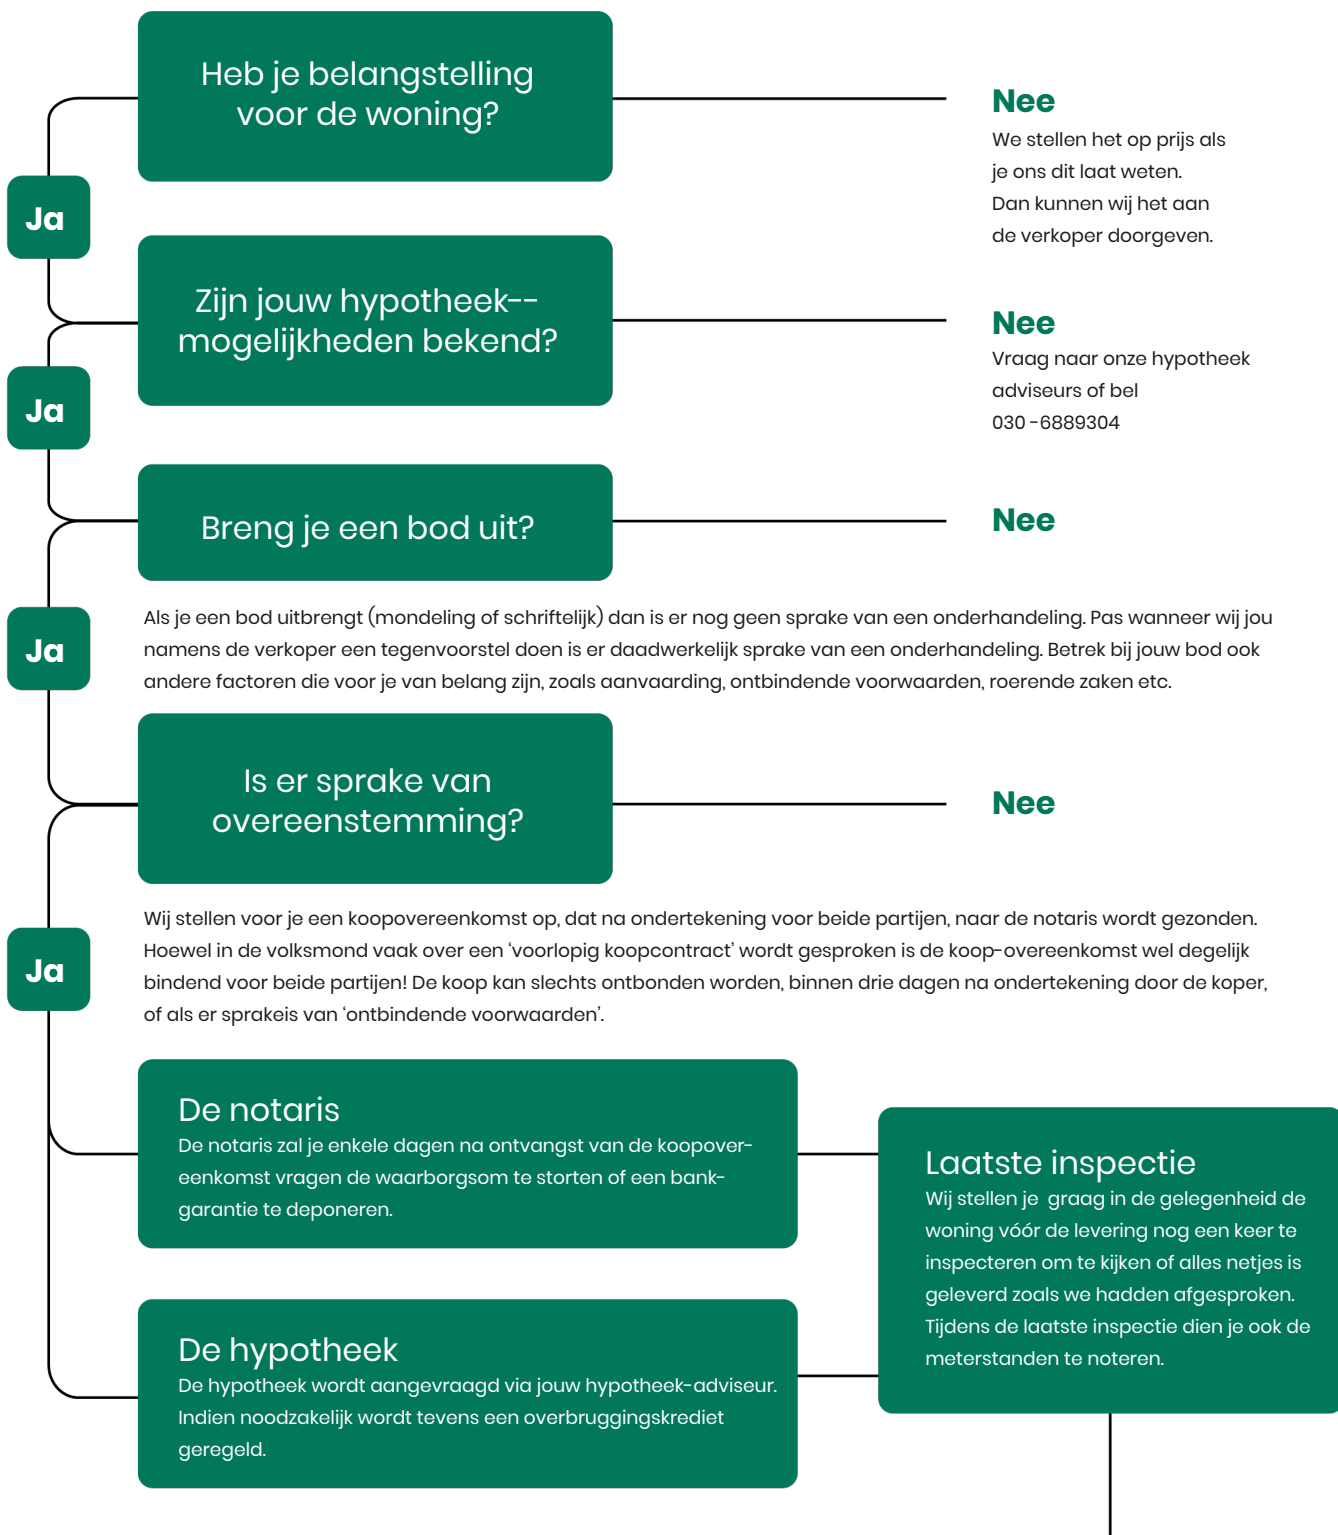 Heb je belangstelling
voor de woning?
Nee
We stellen het op prijs als
je ons dit laat weten.
Dan kunnen wij het aan
de verkoper doorgeven.
Ja
Zijn jouw hypotheek--
mogelijkheden bekend?
Nee
Vraag naar onze hypotheek
adviseurs of bel
030 -6889304
Ja
Breng je een bod uit?
Nee
Als je een bod uitbrengt (mondeling of schriftelijk) dan is er nog geen sprake van een onderhandeling. Pas wanneer wij jou
namens de verkoper een tegenvoorstel doen is er daadwerkelijk sprake van een onderhandeling. Betrek bij jouw bod ook
andere factoren die voor je van belang zijn, zoals aanvaarding, ontbindende voorwaarden, roerende zaken etc.
Ja
Is er sprake van
overeenstemming?
Nee
Wij stellen voor je een koopovereenkomst op, dat na ondertekening voor beide partijen, naar de notaris wordt gezonden.
Hoewel in de volksmond vaak over een ‘voorlopig koopcontract’ wordt gesproken is de koop-overeenkomst wel degelijk
bindend voor beide partijen! De koop kan slechts ontbonden worden, binnen drie dagen na ondertekening door de koper,
of als er sprakeis van ‘ontbindende voorwaarden’.
Ja
De notaris
De notaris zal je enkele dagen na ontvangst van de koopover-
eenkomst vragen de waarborgsom te storten of een bank-
garantie te deponeren.
Laatste inspectie
Wij stellen je  graag in de gelegenheid de
woning vóór de levering nog een keer te
inspecteren om te kijken of alles netjes is
geleverd zoals we hadden afgesproken.
Tijdens de laatste inspectie dien je ook de
meterstanden te noteren.
De hypotheek
De hypotheek wordt aangevraagd via jouw hypotheek-adviseur.
Indien noodzakelijk wordt tevens een overbruggingskrediet
geregeld.